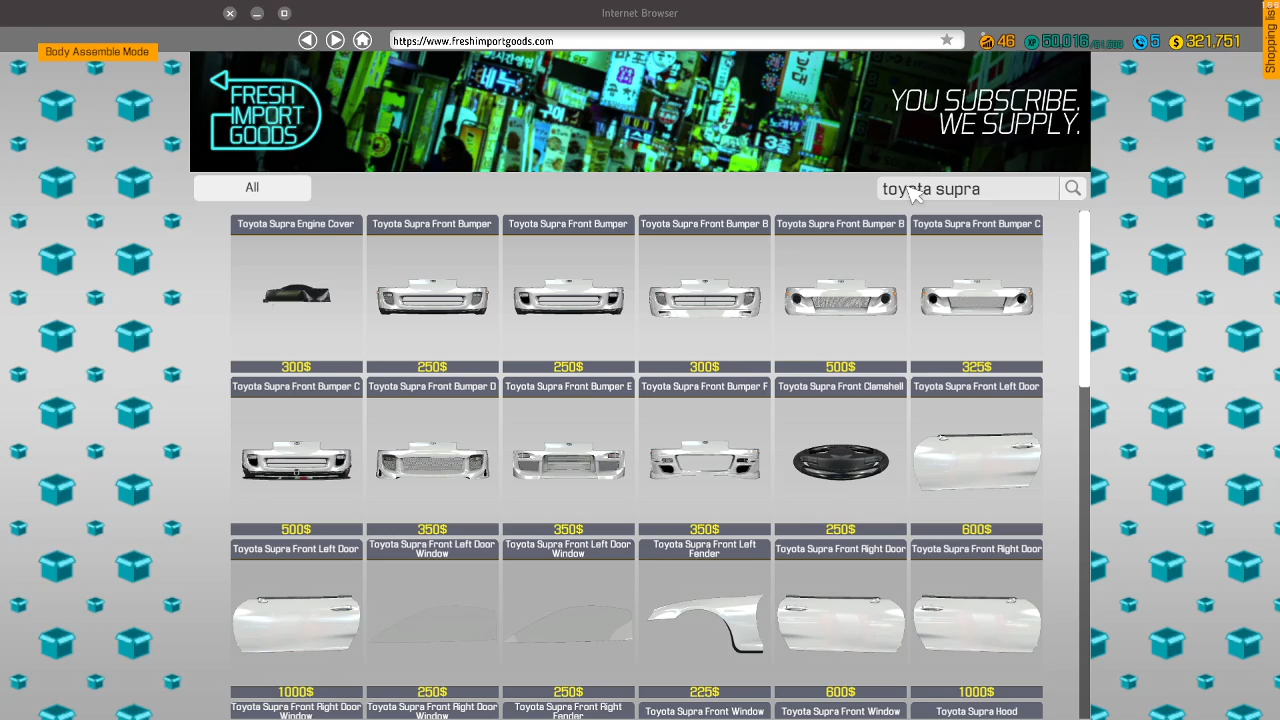 Internet Browser
Shopping list
https://www.freshimportgoods.com
46
XP
50,016
5
$
321,751
Body Assemble Mode
FRESH
IMPORT
GOODS
YOU SUBSCRIBE.
WE SUPPLY.
All
toyota supra
Toyota Supra Engine Cover
Toyota Supra Front Bumper
Toyota Supra Front Bumper
Toyota Supra Front Bumper B
Toyota Supra Front Bumper B
Toyota Supra Front Bumper C
300$
250$
250$
300$
500$
325$
Toyota Supra Front Bumper C
Toyota Supra Front Bumper D
Toyota Supra Front Bumper E
Toyota Supra Front Bumper F
Toyota Supra Front Clamshell
Toyota Supra Front Left Door
500$
350$
350$
350$
250$
600$
Toyota Supra Front Left Door
Toyota Supra Front Left Door
Window
Toyota Supra Front Left Door
Window
Toyota Supra Front Left
Fender
Toyota Supra Front Right Door
Toyota Supra Front Right Door
1000$
250$
250$
225$
600$
1000$
Toyota Supra Front Right Door
Window
Toyota Supra Front Right Door
Window
Toyota Supra Front Right
Fender
Toyota Supra Front Window
Toyota Supra Front Window
Toyota Supra Hood